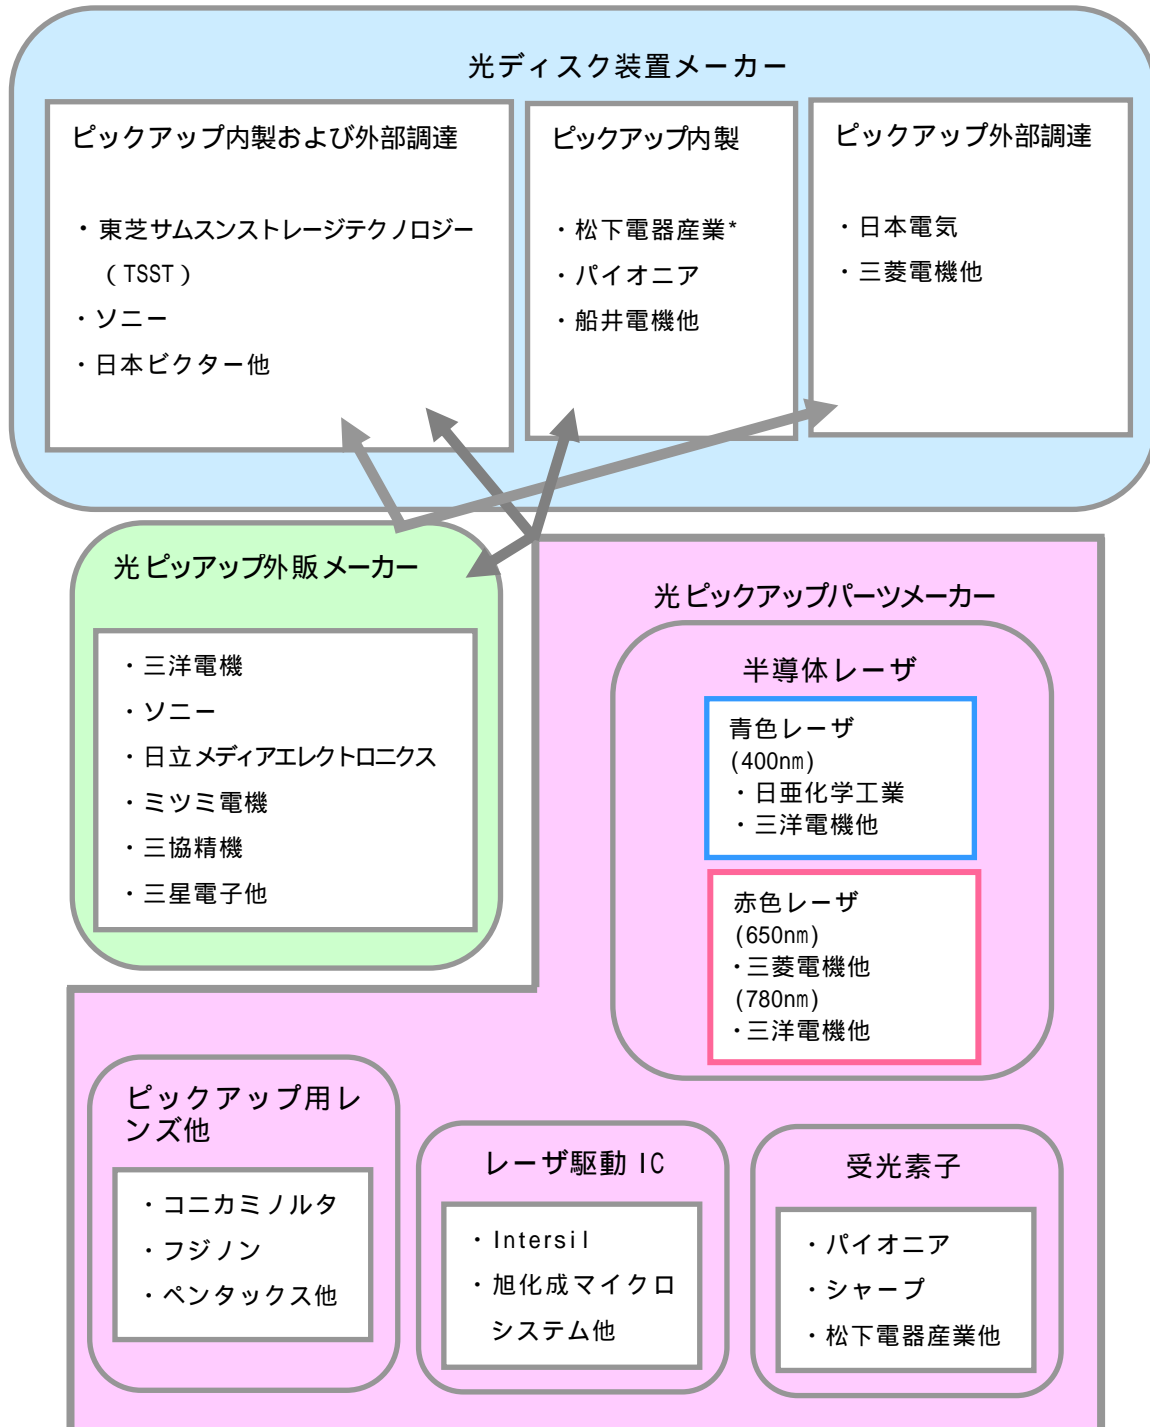 光ディスク装置メーカー
ピックアップ内製および外部調達
・東芝サムスンストレージテクノロジー
（TSST）
・ソニー
・日本ビクター他
ピックアップ内製
・松下電器産業*
・パイオニア
・船井電機他
ピックアップ外部調達
・日本電気
・三菱電機他
光ピッアップ外販メーカー
・三洋電機
・ソニー
・日立メディアエレクトロニクス
・ミツミ電機
・三協精機
・三星電子他
光ピックアップパーツメーカー
半導体レーザ
青色レーザ
(400nm)
・日亜化学工業
・三洋電機他
赤色レーザ
(650nm)
・三菱電機他
(780nm)
・三洋電機他
ピックアップ用レ
ンズ他
・コニカミノルタ
・フジノン
・ペンタックス他
レーザ駆動IC
・Intersil
・旭化成マイクロ
システム他
受光素子
・パイオニア
・シャープ
・松下電器産業他